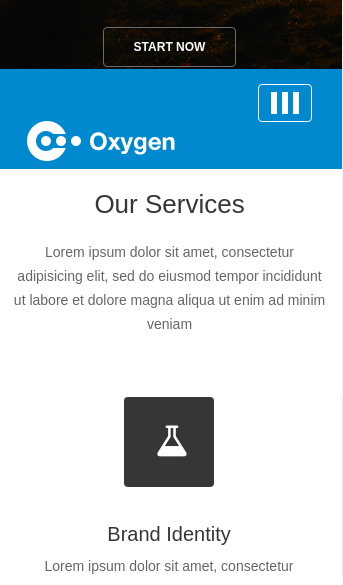 START NOW
Oxygen
Our Services
Lorem ipsum dolor sit amet, consectetur
adipisicing elit, sed do eiusmod tempor incididunt
ut labore et dolore magna aliqua ut enim ad minim
veniam
Brand Identity
Lorem ipsum dolor sit amet, consectetur